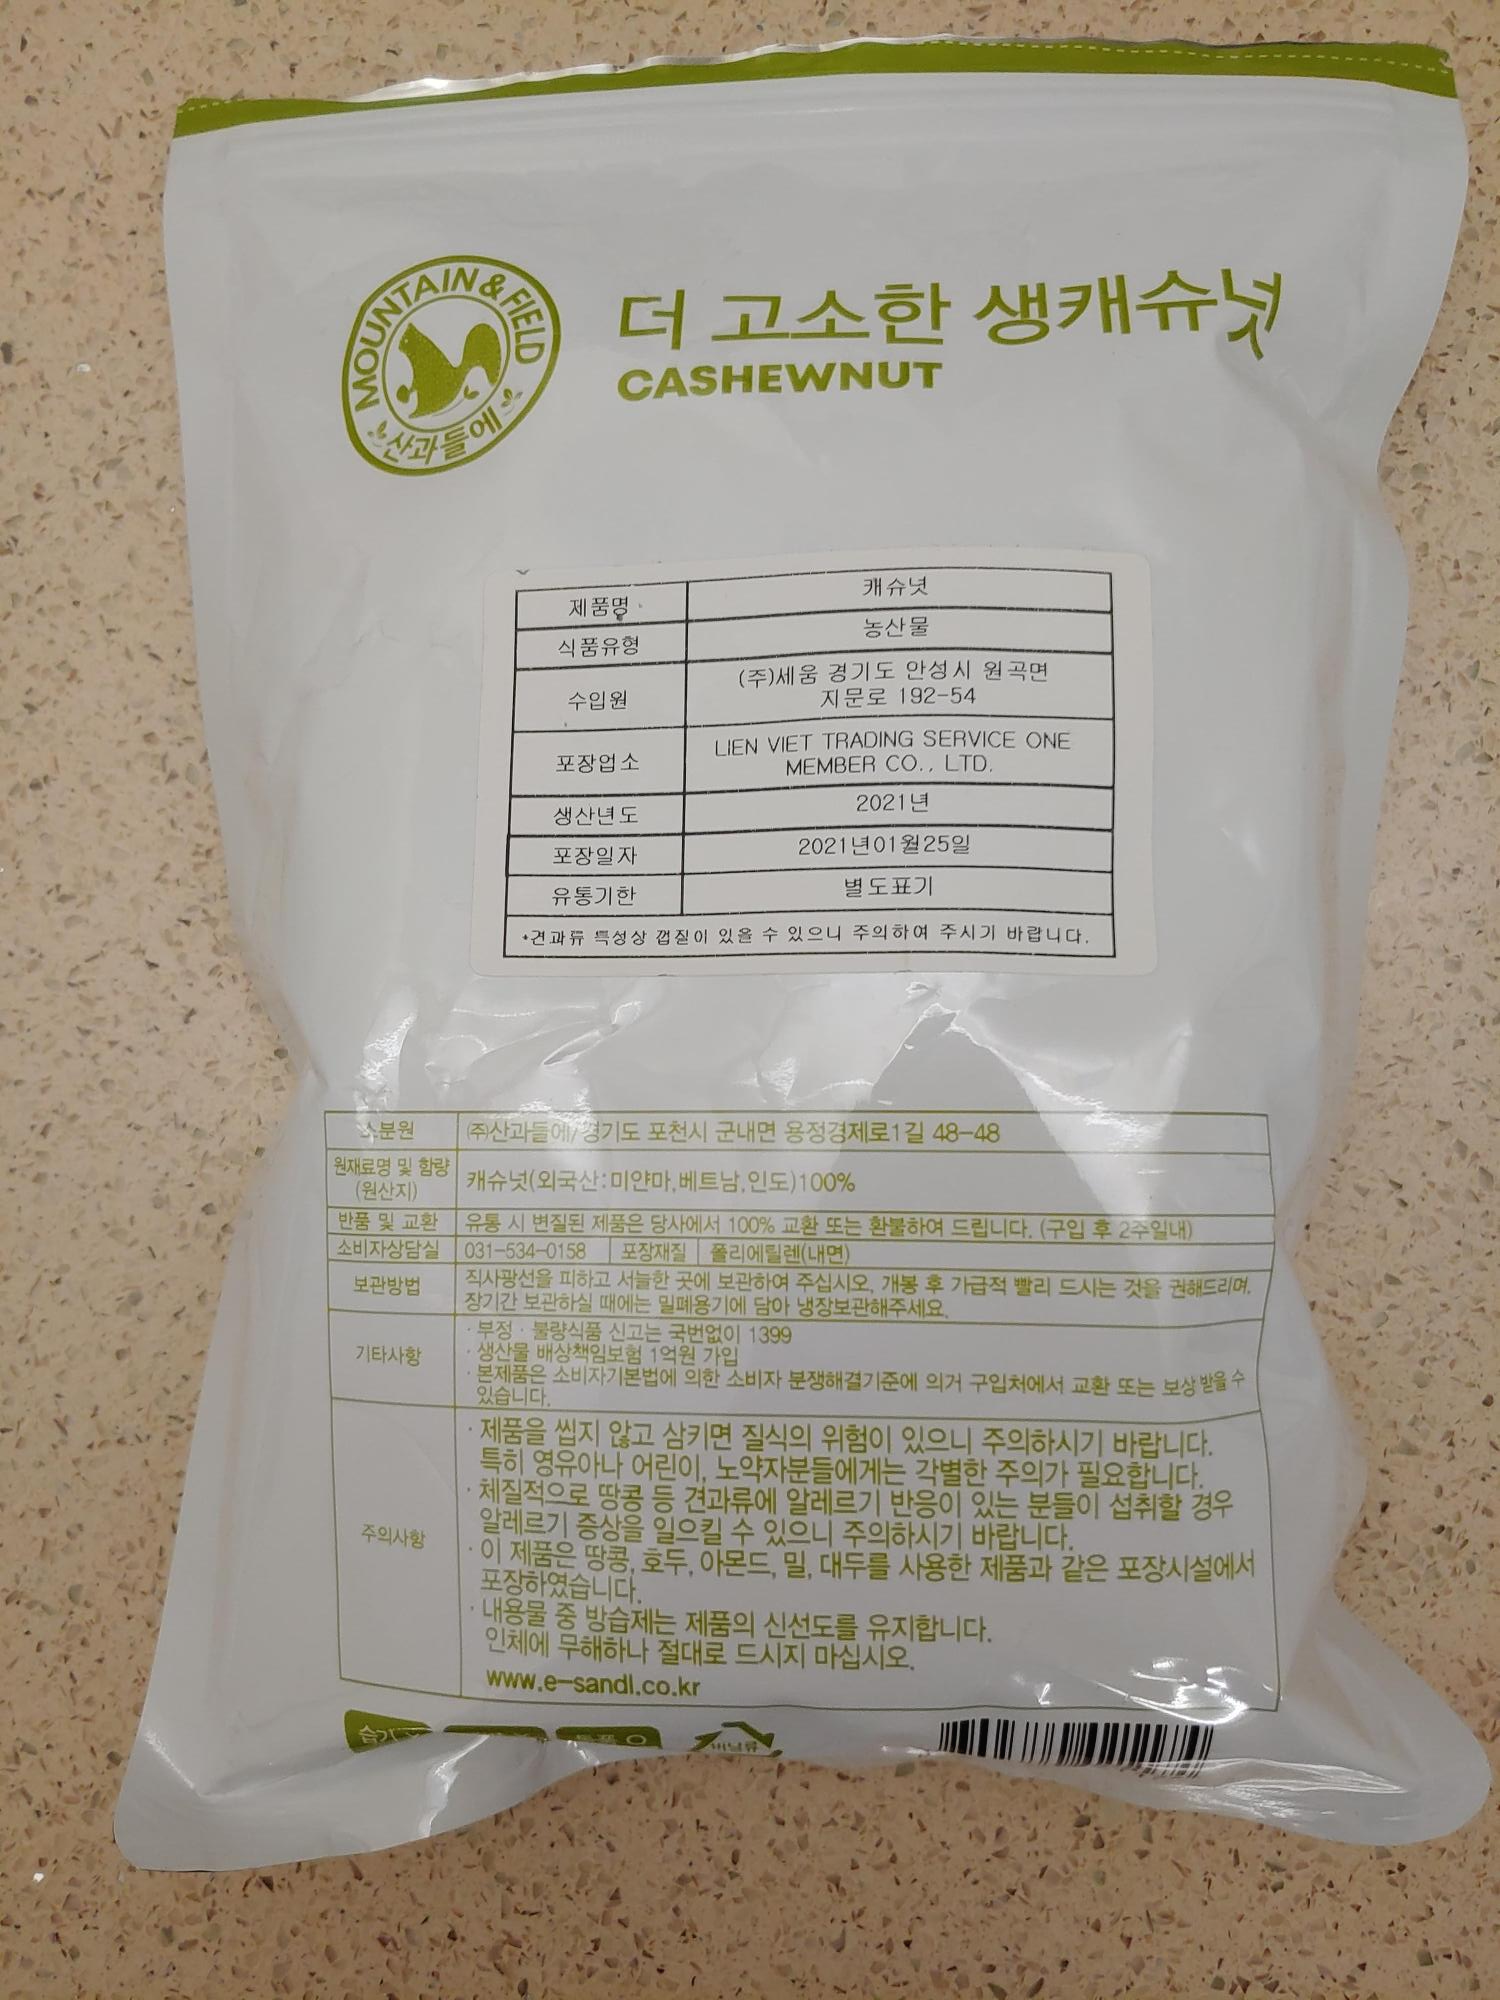 MOUNTAIN & FIELD
산과들에
더 고소한 생캐슈넛
CASHEWNUT
제품명 캐슈넛
식품유형 농산물
수입원 (주)세움 경기도 안성시 원곡면
지문로 192-54
포장업소 LIEN VIET TRADING SERVICE ONE
MEMBER CO., LTD.
생산년도 2021년
포장일자 2021년01월25일
유통기한 별도표기
*견과류 특성상 껍질이 있을 수 있으니 주의하여 주시기 바랍니다.
소분원 (주)산과들에/경기도 포천시 군내면 용정경제로1길 48-48
원재료명 및 함량
(원산지) 캐슈넛(외국산:미얀마,베트남,인도)100%
반품 및 교환 유통 시 변질된 제품은 당사에서 100% 교환 또는 환불하여 드립니다. (구입 후 2주일내)
소비자상담실 031-534-0158 포장재질 폴리에틸렌(내면)
보관방법 직사광선을 피하고 서늘한 곳에 보관하여 주십시오, 개봉 후 가급적 빨리 드시는 것을 권해드리며,
장기간 보관하실 때에는 밀폐용기에 담아 냉장보관해주세요.
기타사항 · 부정 · 불량식품 신고는 국번없이 1399
· 생산물 배상책임보험 1억원 가입
· 본제품은 소비자기본법에 의한 소비자 분쟁해결기준에 의거 구입처에서 교환 또는 보상 받을 수
있습니다.
주의사항 · 제품을 씹지 않고 삼키면 질식의 위험이 있으니 주의하시기 바랍니다.
특히 영유아나 어린이, 노약자분들에게는 각별한 주의가 필요합니다.
· 체질적으로 땅콩 등 견과류에 알레르기 반응이 있는 분들이 섭취할 경우
알레르기 증상을 일으킬 수 있으니 주의하시기 바랍니다.
· 이 제품은 땅콩, 호두, 아몬드, 밀, 대두를 사용한 제품과 같은 포장시설에서
포장하였습니다.
· 내용물 중 방습제는 제품의 신선도를 유지합니다.
인체에 무해하나 절대로 드시지 마십시오.
www.e-sandl.co.kr
습기
비닐류